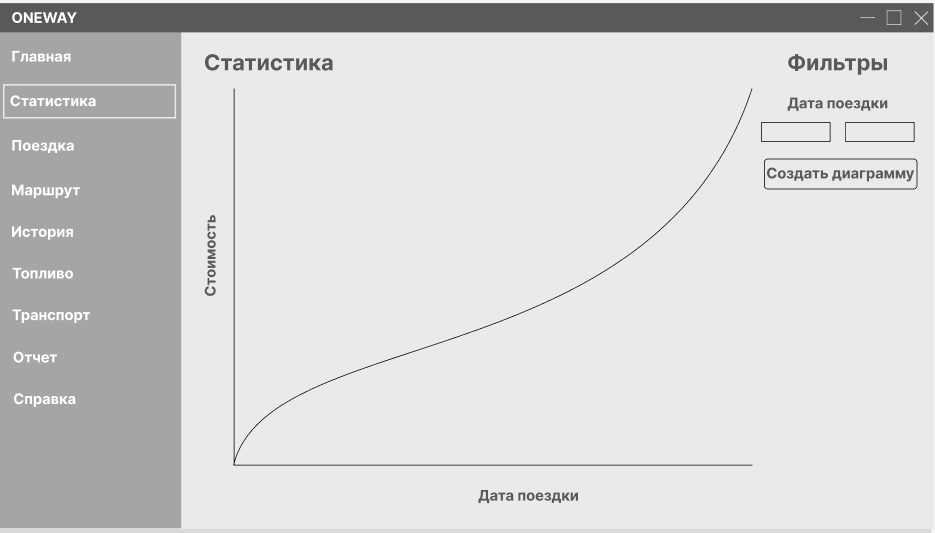 ONEWAY
Главная
Статистика
Поездка
Маршрут
История
Топливо
Транспорт
Отчет
Справка
Статистика
Стоимость
Дата поездки
Фильтры
Дата поездки
Создать диаграмму